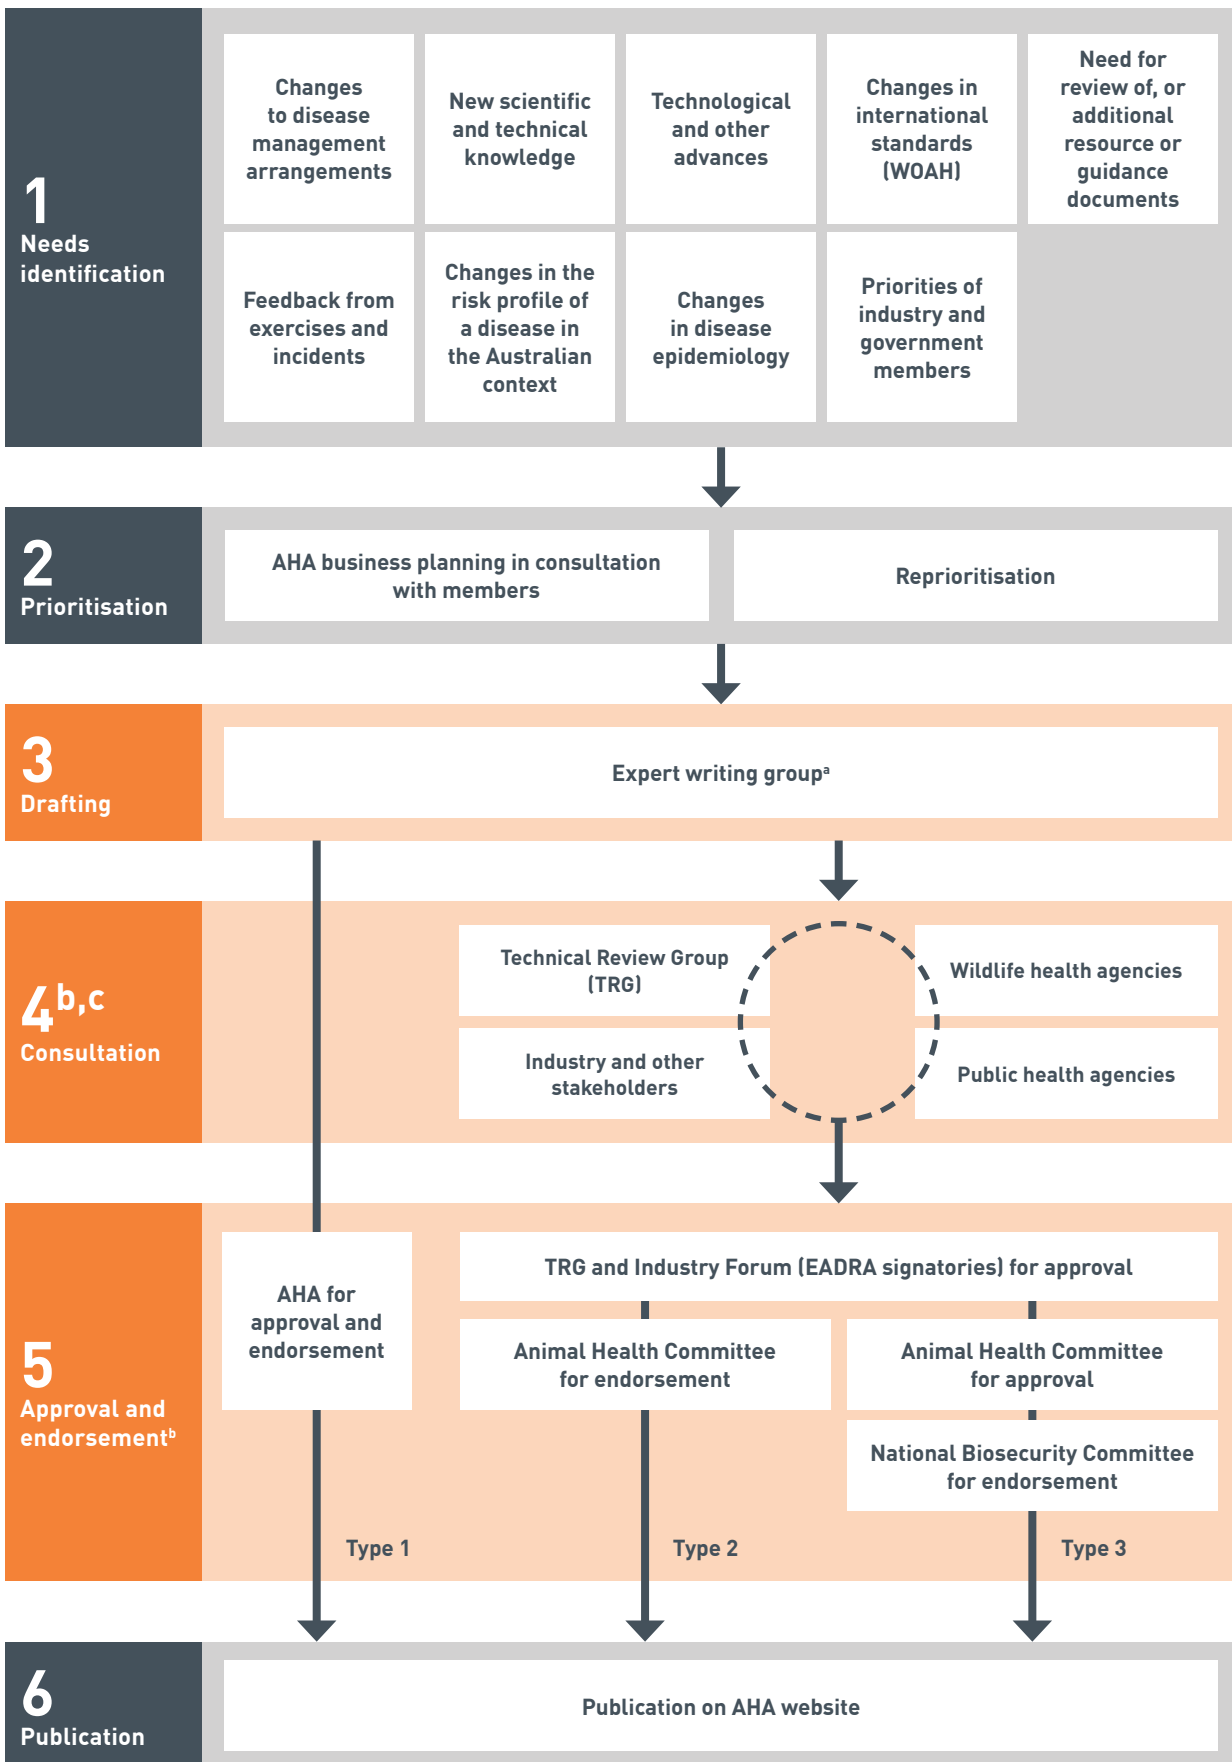 1
Needs
identification
Changes
to disease
management
arrangements
New scientific
and technical
knowledge
Technological
and other
advances
Changes in
international
standards
(WOAH)
Need for
review of, or
additional
resource or
guidance
documents
Feedback from
exercises and
incidents
Changes in the
risk profile of
a disease in
the Australian
context
Changes
in disease
epidemiology
Priorities of
industry and
government
members
2
Prioritisation
AHA business planning in consultation
with members
Reprioritisation
3
Drafting
Expert writing groupᵃ
4ᵇ,ᶜ
Consultation
Technical Review Group
(TRG)
Wildlife health agencies
Industry and other
stakeholders
Public health agencies
5
Approval and
endorsementᵇ
AHA for
approval and
endorsement
TRG and Industry Forum (EADRA signatories) for approval
Animal Health Committee
for endorsement
Animal Health Committee
for approval
National Biosecurity Committee
for endorsement
Type 1
Type 2
Type 3
6
Publication
Publication on AHA website